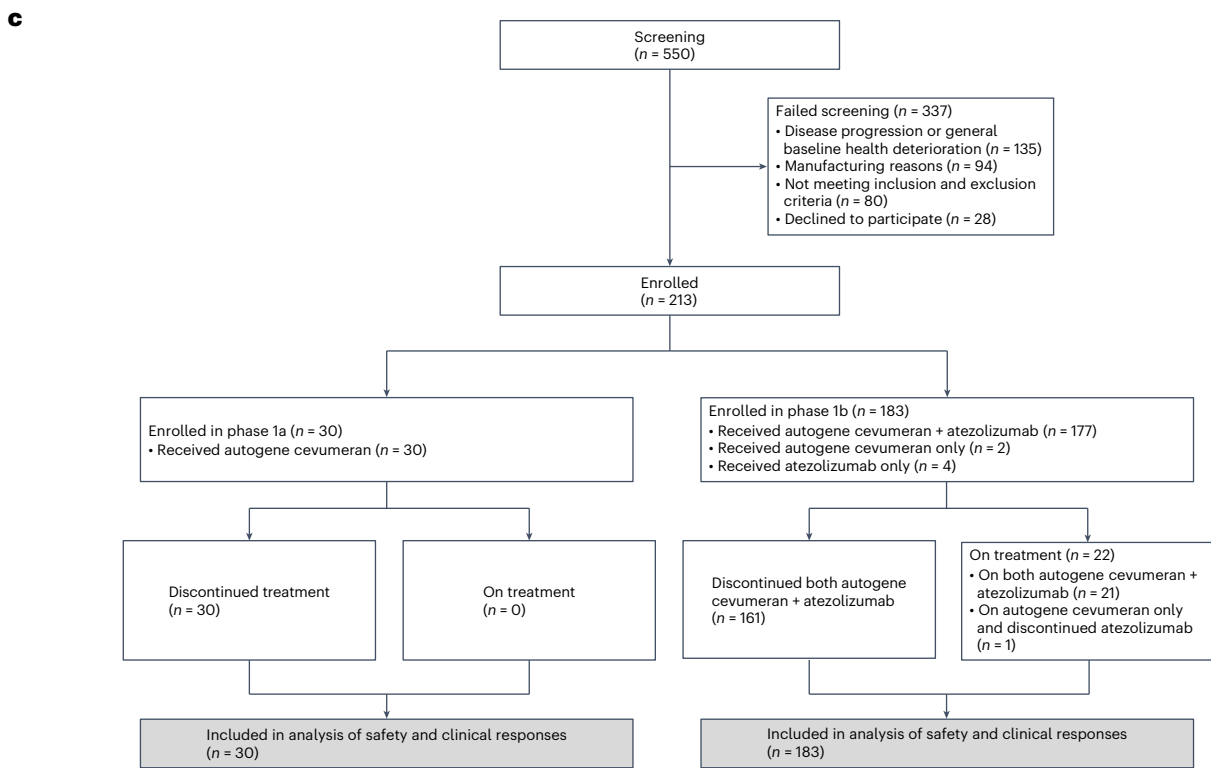 c
Screening
(n = 550)
Failed screening (n = 337)
• Disease progression or general
baseline health deterioration (n = 135)
• Manufacturing reasons (n = 94)
• Not meeting inclusion and exclusion
criteria (n = 80)
• Declined to participate (n = 28)
Enrolled
(n = 213)
Enrolled in phase 1a (n = 30)
• Received autogene cevumeran (n = 30)
Enrolled in phase 1b (n = 183)
• Received autogene cevumeran + atezolizumab (n = 177)
• Received autogene cevumeran only (n = 2)
• Received atezolizumab only (n = 4)
Discontinued treatment
(n = 30)
On treatment
(n = 0)
Discontinued both autogene
cevumeran + atezolizumab
(n = 161)
On treatment (n = 22)
• On both autogene cevumeran +
atezolizumab (n = 21)
• On autogene cevumeran only
and discontinued atezolizumab
(n = 1)
Included in analysis of safety and clinical responses
(n = 30)
Included in analysis of safety and clinical responses
(n = 183)